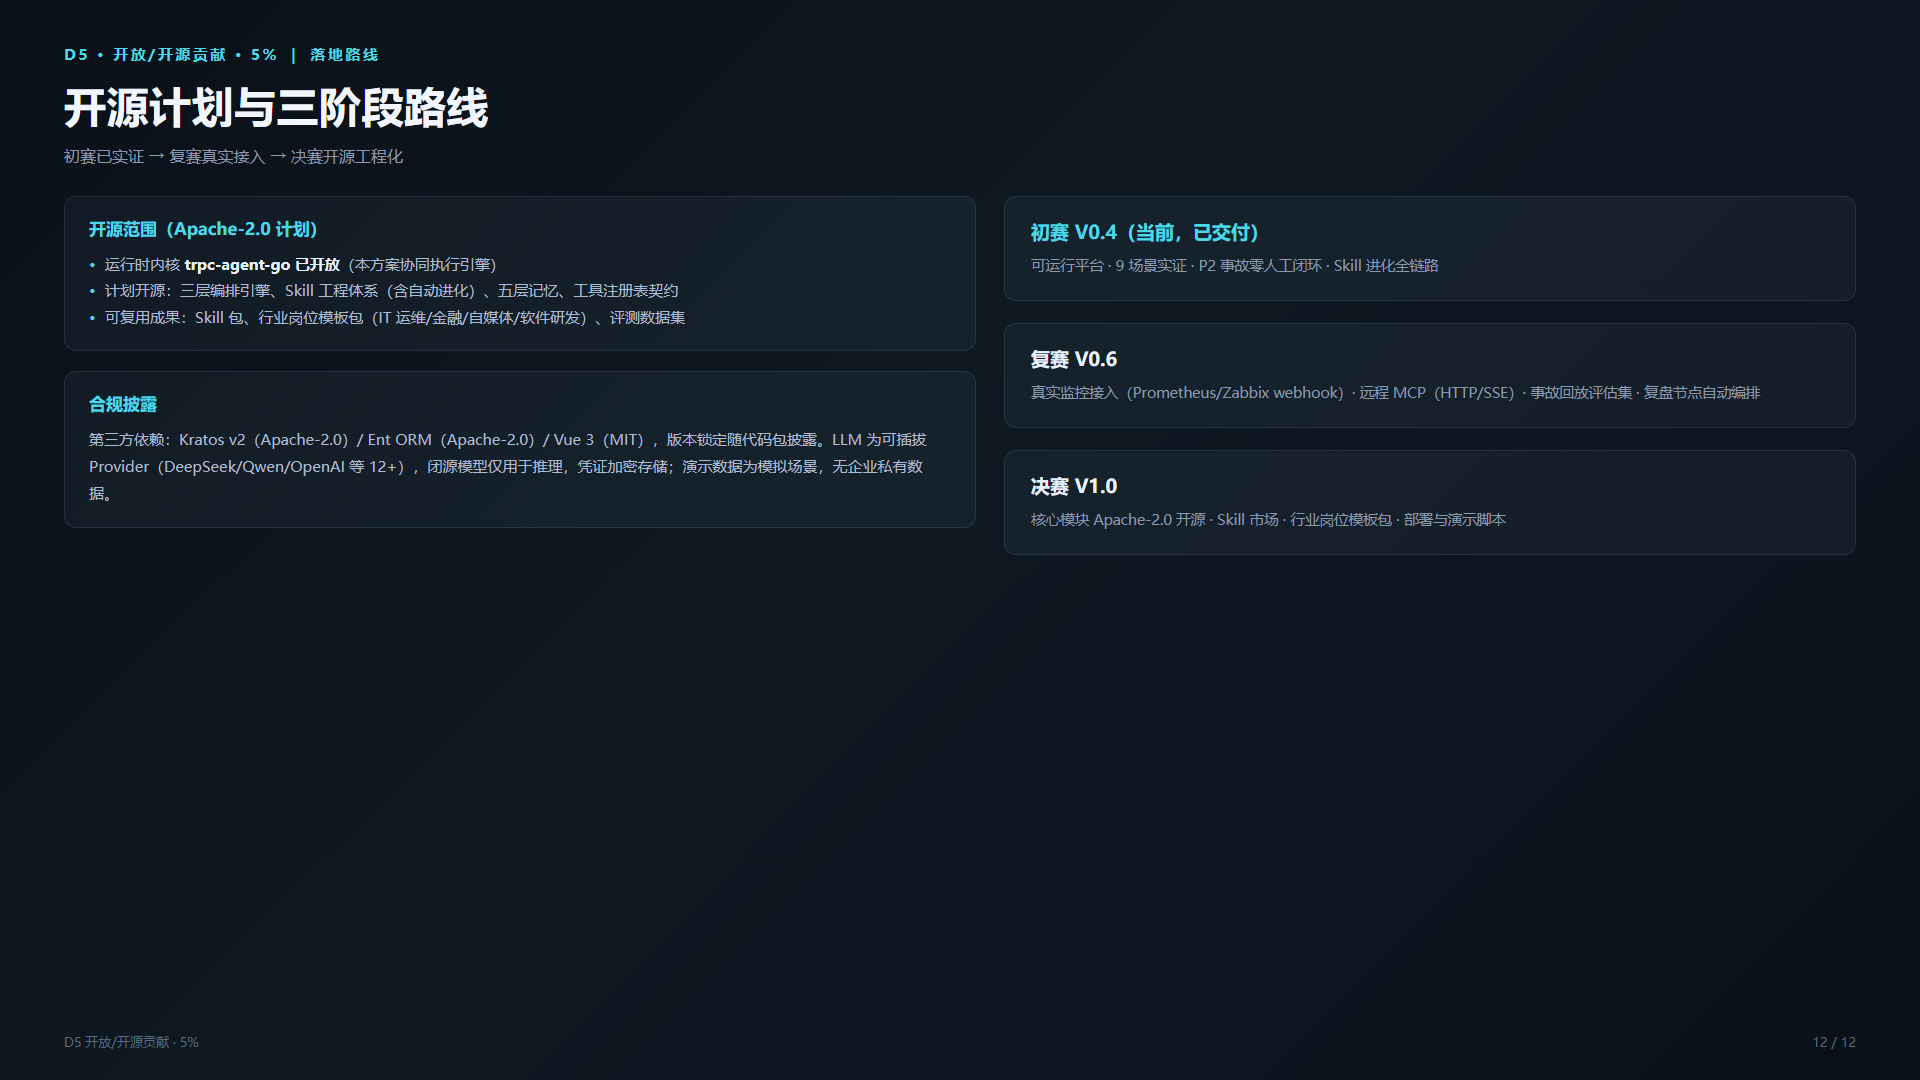 D5 • 开放/开源贡献 • 5% | 落地路线
开源计划与三阶段路线
初赛已实证 → 复赛真实接入 → 决赛开源工程化
开源范围（Apache-2.0 计划）
• 运行时内核 trpc-agent-go 已开放（本方案协同执行引擎）
• 计划开源：三层编排引擎、Skill 工程体系（含自动进化）、五层记忆、工具注册表契约
• 可复用成果：Skill 包、行业岗位模板包（IT 运维/金融/自媒体/软件研发）、评测数据集
合规披露
第三方依赖：Kratos v2（Apache-2.0）/ Ent ORM（Apache-2.0）/ Vue 3（MIT），版本锁定随代码包披露。LLM 为可插拔
Provider（DeepSeek/Qwen/OpenAI 等 12+），闭源模型仅用于推理，凭证加密存储；演示数据为模拟场景，无企业私有数
据。
初赛 V0.4（当前，已交付）
可运行平台 · 9 场景实证 · P2 事故零人工闭环 · Skill 进化全链路
复赛 V0.6
真实监控接入（Prometheus/Zabbix webhook）· 远程 MCP（HTTP/SSE）· 事故回放评估集 · 复盘节点自动编排
决赛 V1.0
核心模块 Apache-2.0 开源 · Skill 市场 · 行业岗位模板包 · 部署与演示脚本
D5 开放/开源贡献 · 5%
12 / 12